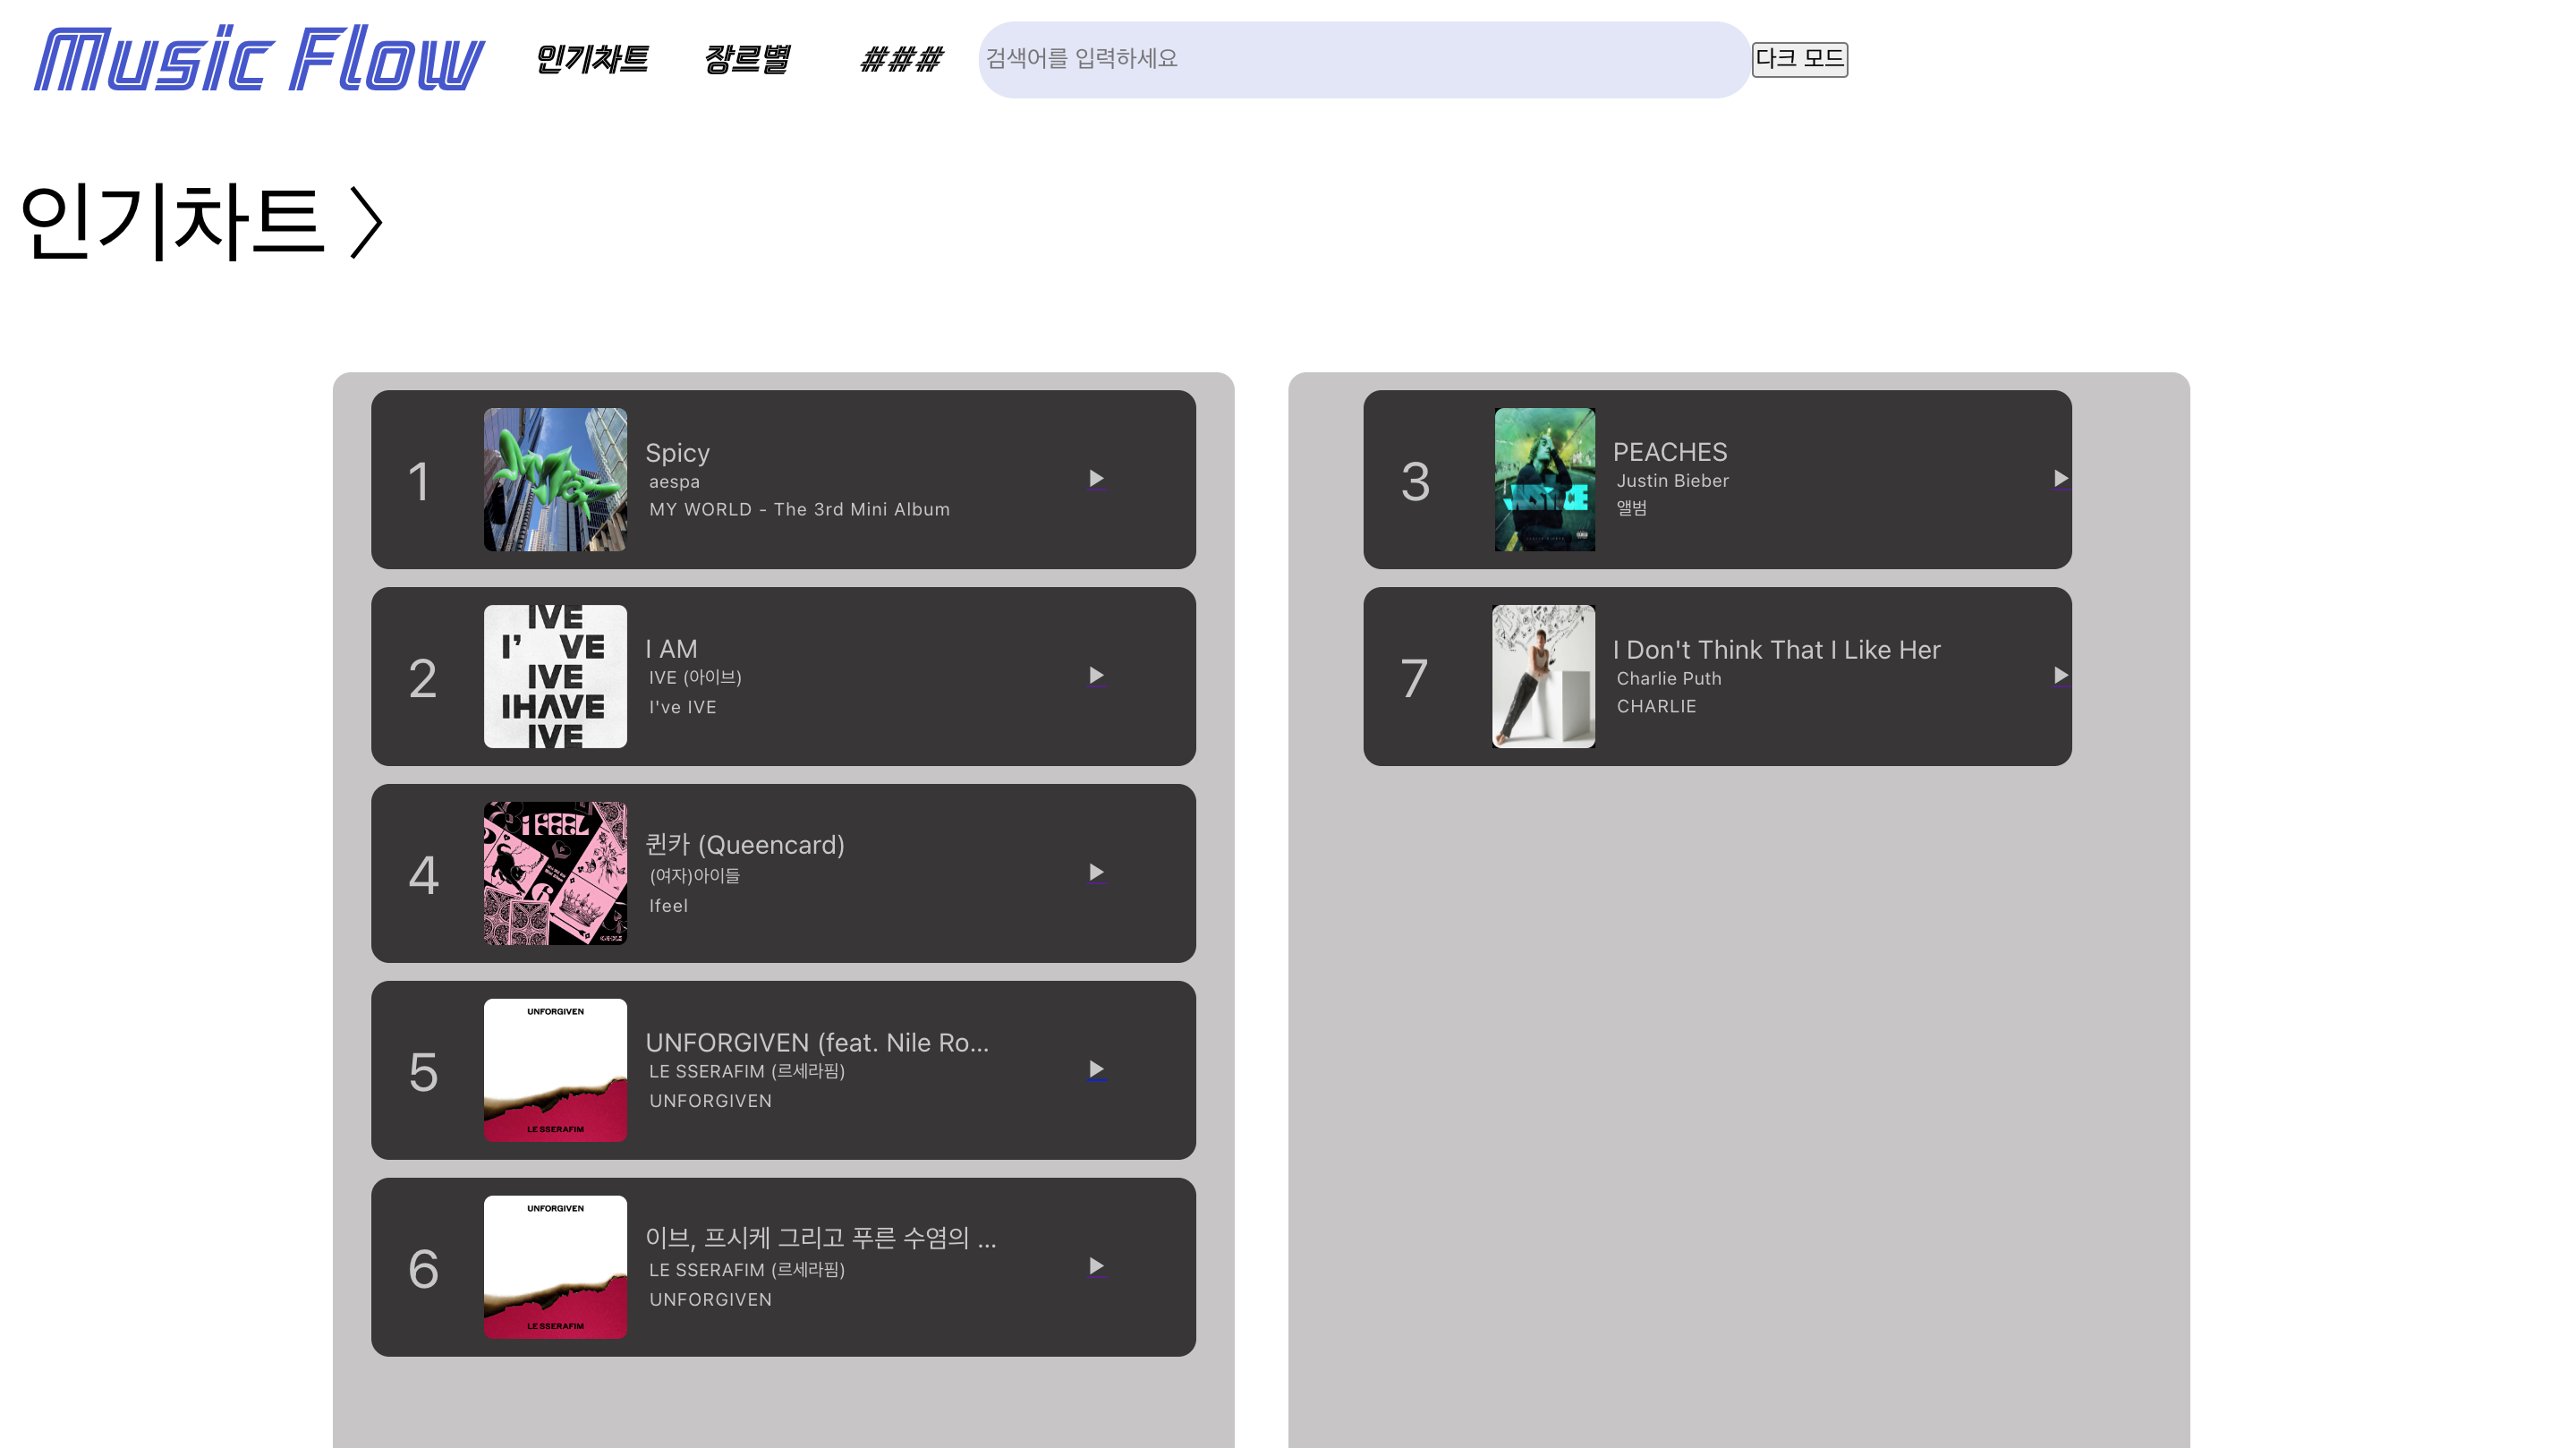 Music Flow
인기차트
장르별
###
검색어를 입력하세요
다크 모드
인기차트 〉
1
Spicy
aespa
MY WORLD - The 3rd Mini Album
2
IVE
I' VE
IVE
IHAVE
IVE
I AM
IVE (아이브)
I've IVE
4
I FEEL
퀸카 (Queencard)
(여자)아이들
Ifeel
5
UNFORGIVEN
LE SSERAFIM
UNFORGIVEN (feat. Nile Ro...
LE SSERAFIM (르세라핌)
UNFORGIVEN
6
UNFORGIVEN
LE SSERAFIM
이브, 프시케 그리고 푸른 수염의 ...
LE SSERAFIM (르세라핌)
UNFORGIVEN
3
JUSTICE
PEACHES
Justin Bieber
앨범
7
I Don't Think That I Like Her
Charlie Puth
CHARLIE